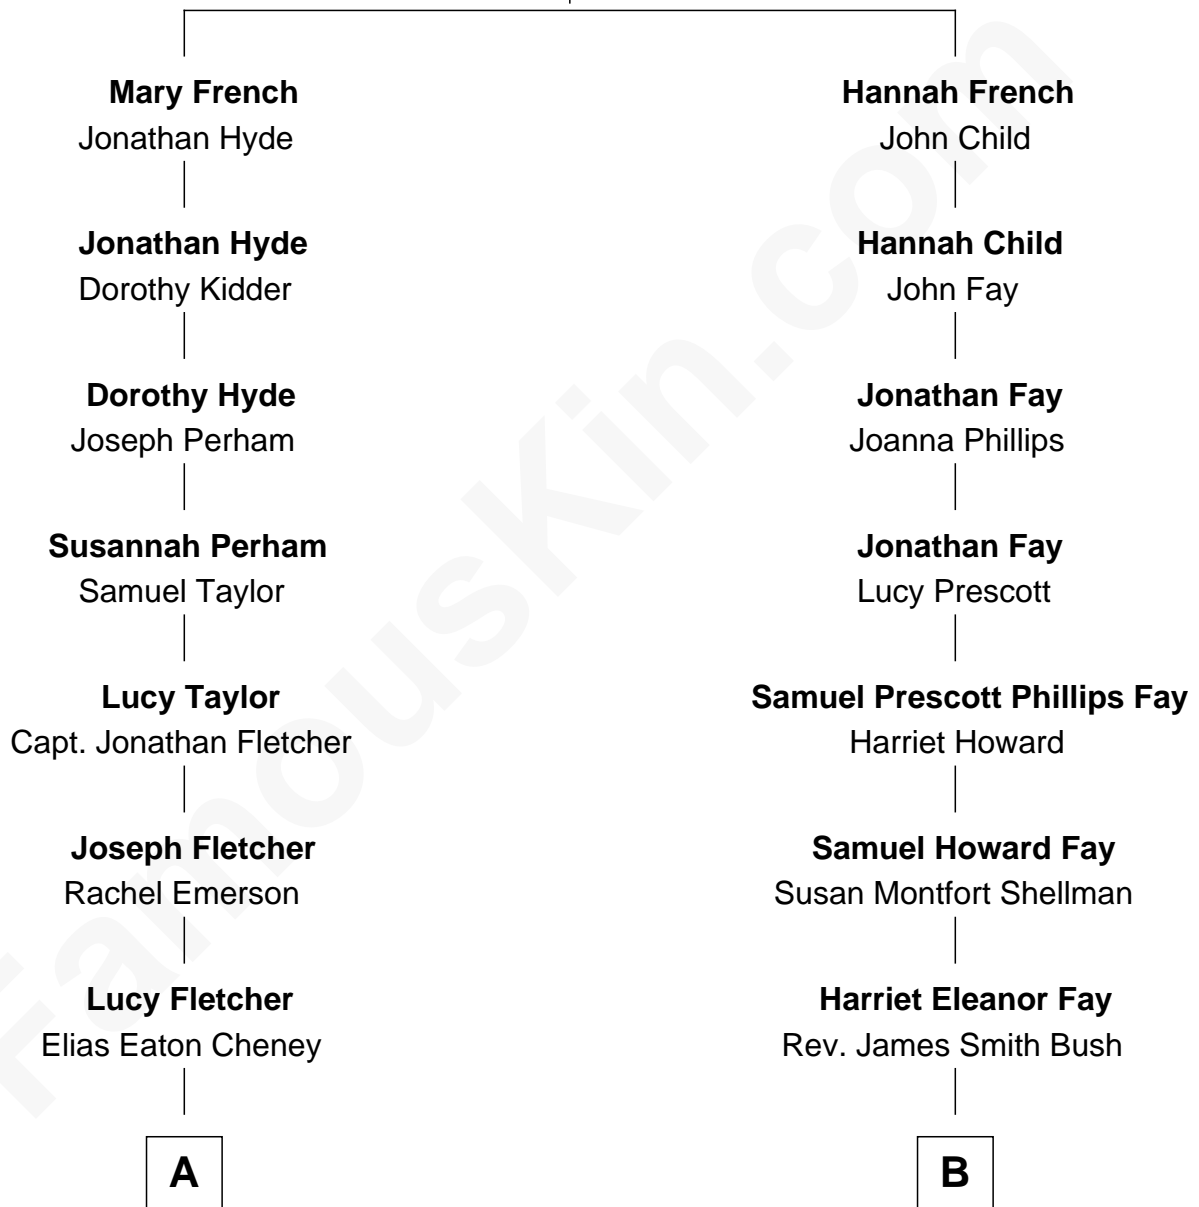 Mary French
Jonathan Hyde
Jonathan Hyde
Dorothy Kidder
Dorothy Hyde
Joseph Perham
Susannah Perham
Samuel Taylor
Lucy Taylor
Capt. Jonathan Fletcher
Joseph Fletcher
Rachel Emerson
Lucy Fletcher
Elias Eaton Cheney
A
Hannah French
John Child
Hannah Child
John Fay
Jonathan Fay
Joanna Phillips
Jonathan Fay
Lucy Prescott
Samuel Prescott Phillips Fay
Harriet Howard
Samuel Howard Fay
Susan Montfort Shellman
Harriet Eleanor Fay
Rev. James Smith Bush
B
FamousKin.com